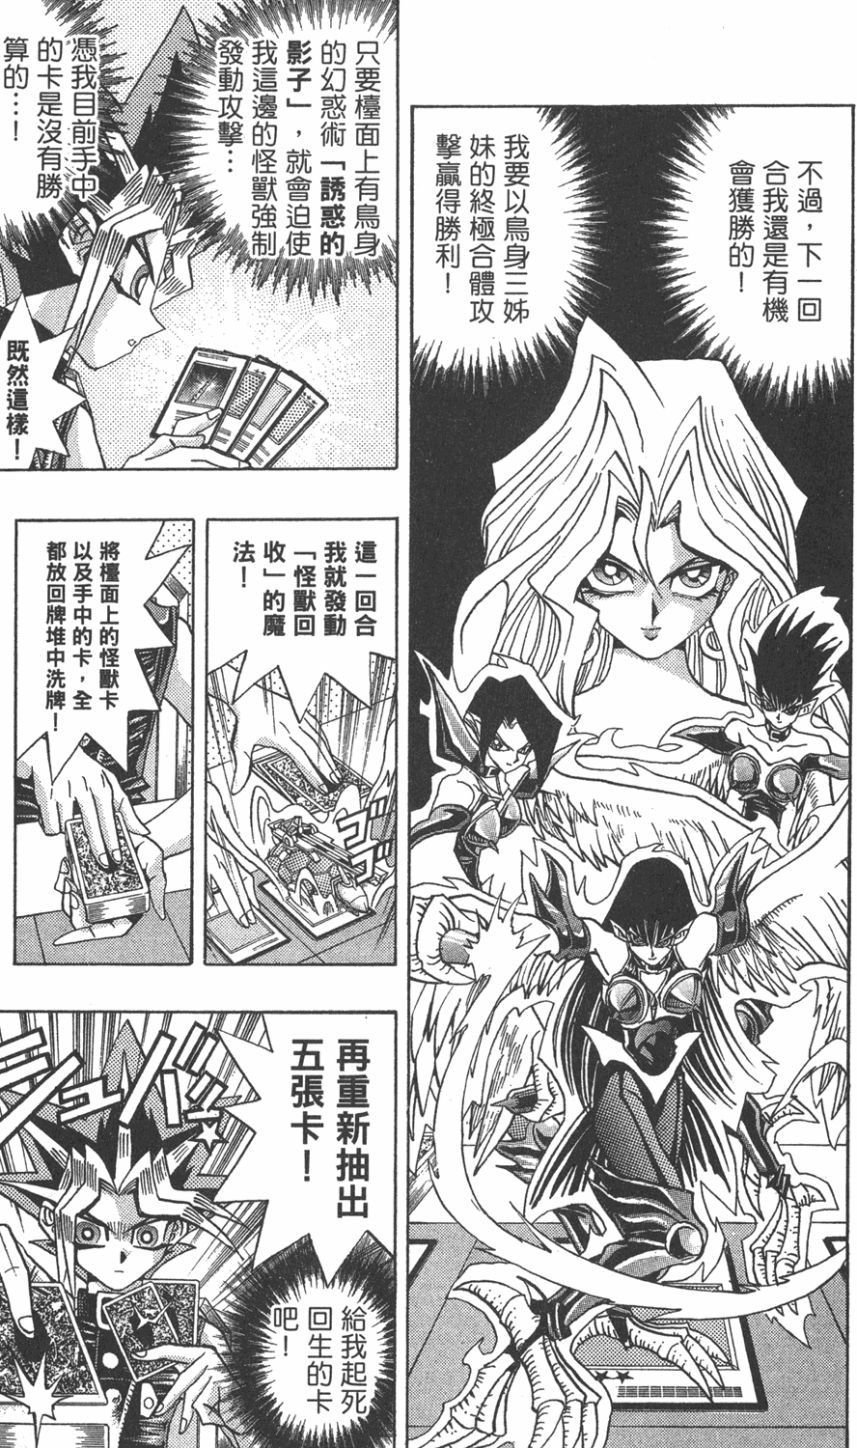 不過，下一回
合我還是有機
會獲勝的！
我要以鳥身三姊
妹的終極合體攻
擊贏得勝利！
只要檯面上有鳥身
的幻惑術「誘惑的
影子」，就會迫使
我這邊的怪獸強制
發動攻擊…
憑我目前手中
的卡是沒有勝
算的…！
既然這樣！
這一回合
我就發動
「怪獸回
收」的魔
法！
ゴゴ
將檯面上的怪獸卡
以及手中的卡，全
都放回牌堆中洗牌！
再重新抽出
五張卡！
シュバ
給我起死
回生的卡
吧！